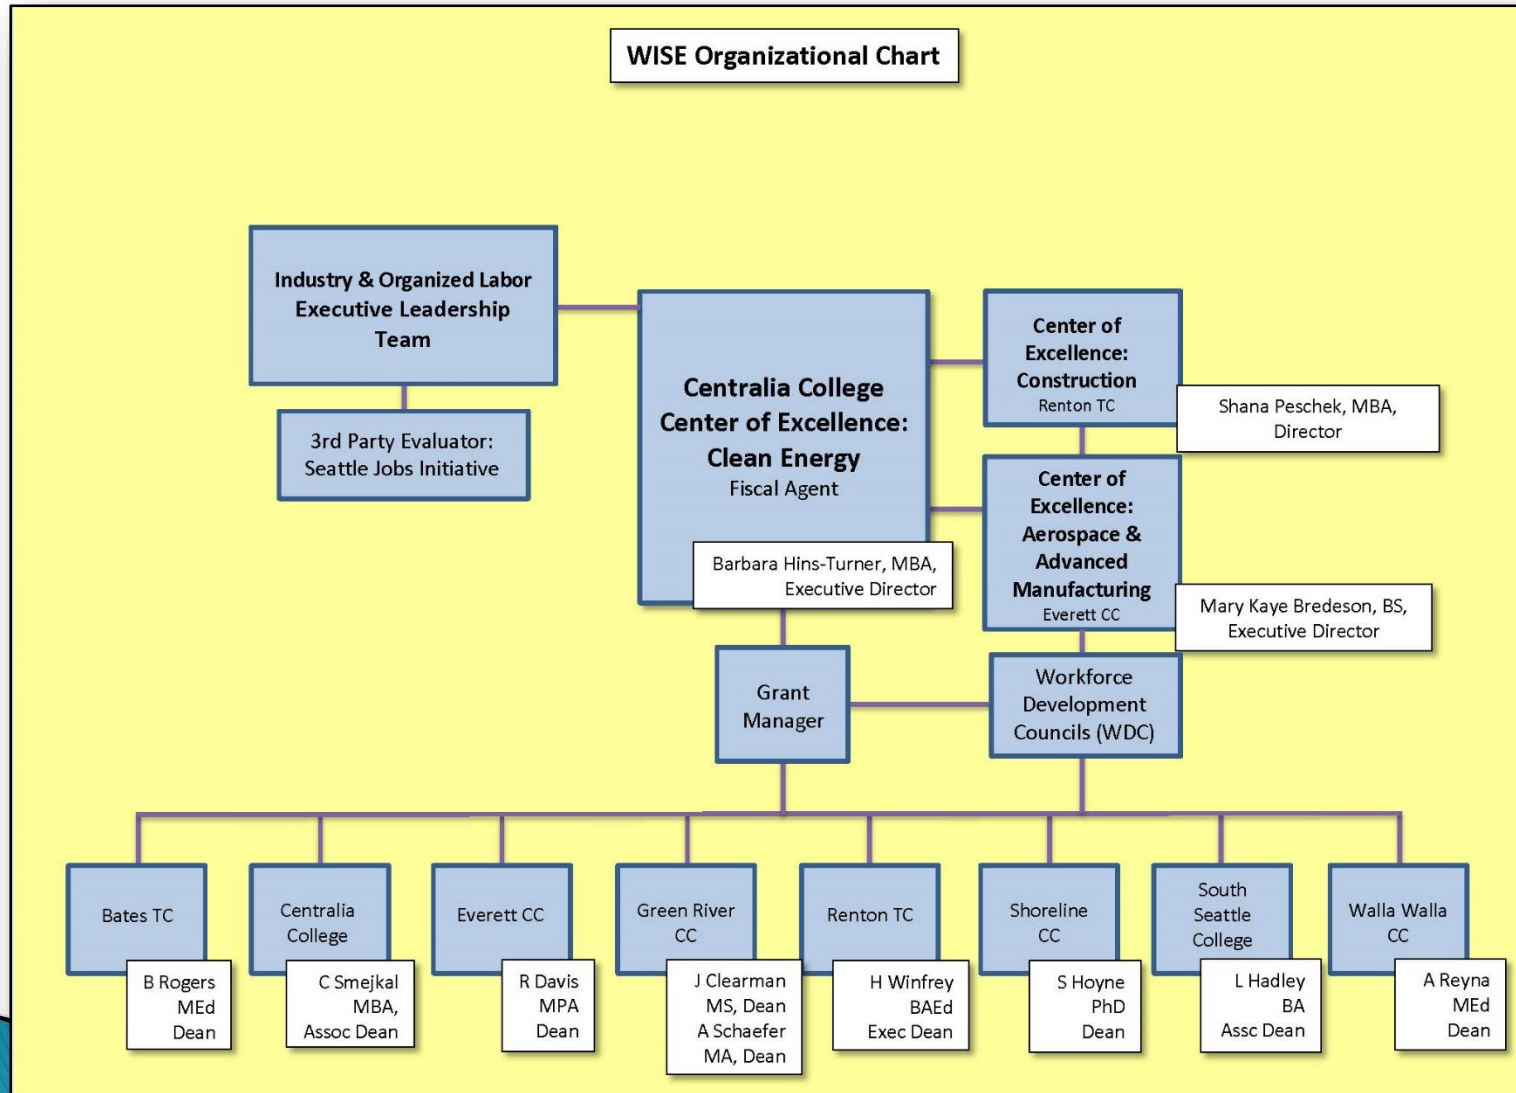 WISE Organizational Chart
Industry & Organized Labor
Executive Leadership
Team
3rd Party Evaluator:
Seattle Jobs Initiative
Centralia College
Center of Excellence:
Clean Energy
Fiscal Agent
Barbara Hins-Turner, MBA,
Executive Director
Center of
Excellence:
Construction
Renton TC
Shana Peschek, MBA,
Director
Center of
Excellence:
Aerospace &
Advanced
Manufacturing
Everett CC
Mary Kaye Bredeson, BS,
Executive Director
Grant
Manager
Workforce
Development
Councils (WDC)
Bates TC
B Rogers
MEd
Dean
Centralia
College
C Smejkal
MBA,
Assoc Dean
Everett CC
R Davis
MPA
Dean
Green River
CC
J Clearman
MS, Dean
A Schaefer
MA, Dean
Renton TC
H Winfrey
BAEd
Exec Dean
Shoreline
CC
S Hoyne
PhD
Dean
South
Seattle
College
L Hadley
BA
Assc Dean
Walla Walla
CC
A Reyna
MEd
Dean